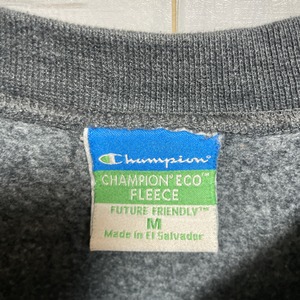 Champion
CHAMPION® ECO™
FLEECE
FUTURE FRIENDLY™
M
Made in El Salvador